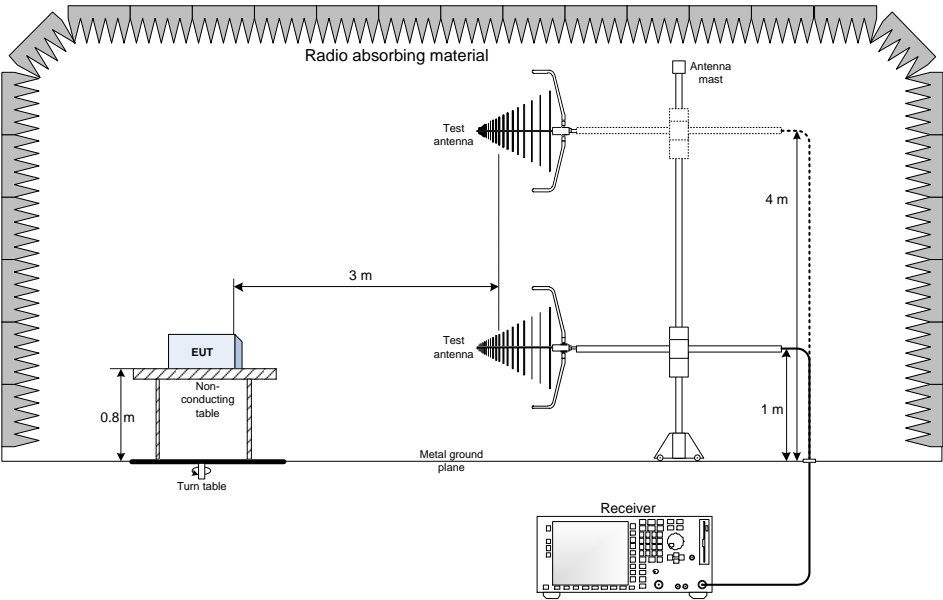 Radio absorbing material
Antenna
mast
Test
antenna
4 m
3 m
Test
antenna
EUT
Non-
conducting
table
0.8 m
1 m
Metal ground
plane
Turn table
Receiver